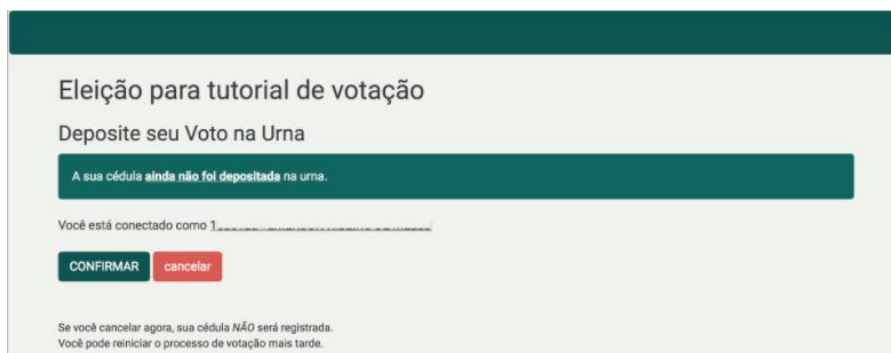 Eleição para tutorial de votação
Deposite seu Voto na Urna
A sua cédula ainda não foi depositada na urna.
Você está conectado como
CONFIRMAR cancelar
Se você cancelar agora, sua cédula NÃO será registrada.
Você pode reiniciar o processo de votação mais tarde.